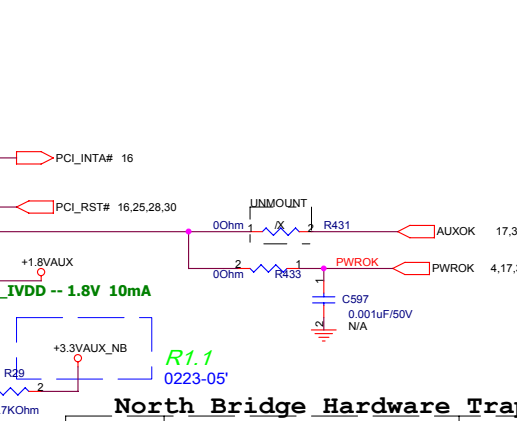 PCI_INTA# 16
PCI_RST# 16,25,28,30
UNMOUNT
0Ohm 1 /X 2 R431
AUXOK 17,3
+1.8VAUX
2 1 PWROK
0Ohm R433
PWROK 4,17,
_IVDD -- 1.8V 10mA
1
C597
0.001uF/50V
2 N/A
+3.3VAUX_NB
R1.1
R29 2
0223-05'
7KOhm
North Bridge Hardware Tra